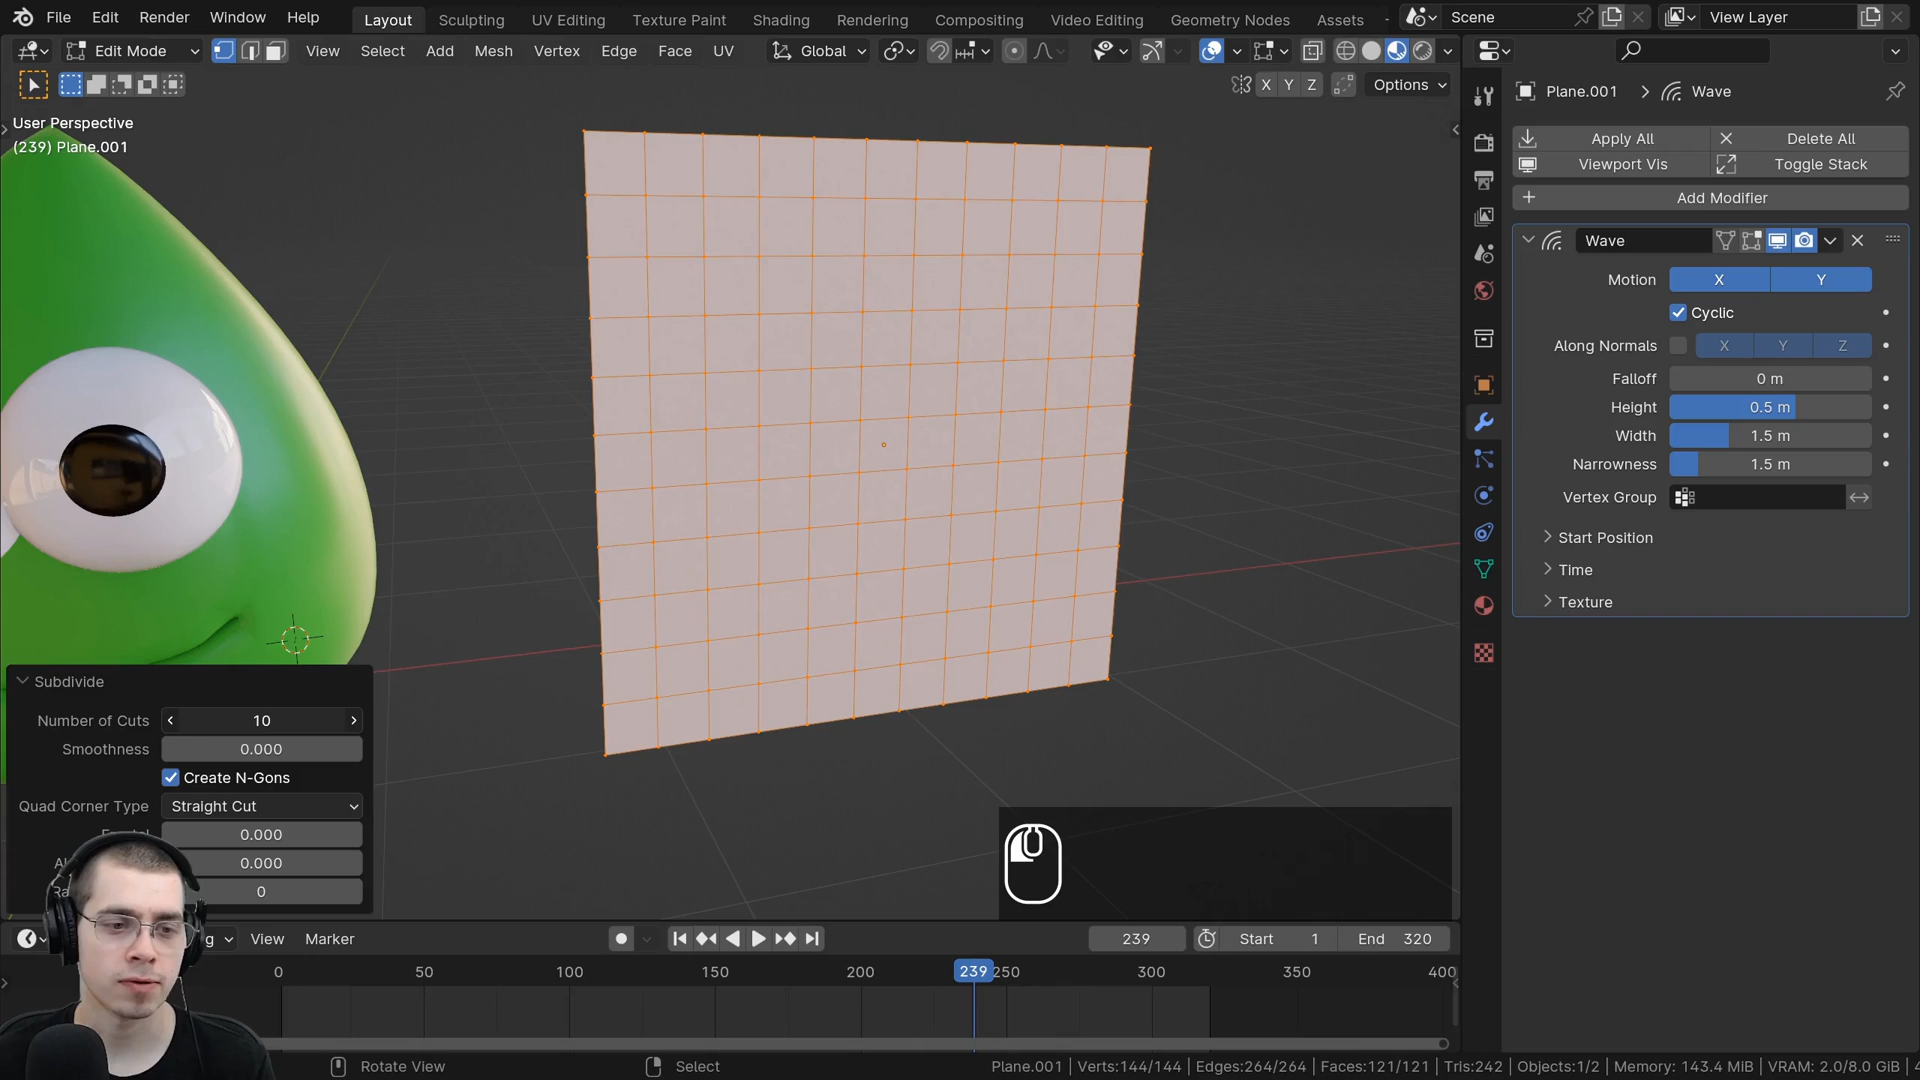 File Edit Render Window Help Layout Sculpting UV Editing Texture Paint Shading Rendering Compositing Video Editing Geometry Nodes Assets Scene View Layer
Edit Mode View Select Add Mesh Vertex Edge Face UV Global
X Y Z Options
User Perspective
(239) Plane.001
Plane.001 > Wave
Apply All Delete All
Viewport Vis Toggle Stack
+ Add Modifier
Wave
Motion X Y
Cyclic
Along Normals X Y Z
Falloff 0 m
Height 0.5 m
Width 1.5 m
Narrowness 1.5 m
Vertex Group
Start Position
Time
Texture
Subdivide
Number of Cuts 10
Smoothness 0.000
Create N-Gons
Quad Corner Type Straight Cut
0.000
0.000
0
View Marker 239 Start 1 End 320
0 50 100 150 200 239 250 300 350 400
Rotate View Select Plane.001 | Verts:144/144 | Edges:264/264 | Faces:121/121 | Tris:242 | Objects:1/2 | Memory: 143.4 MiB | VRAM: 2.0/8.0 GiB |